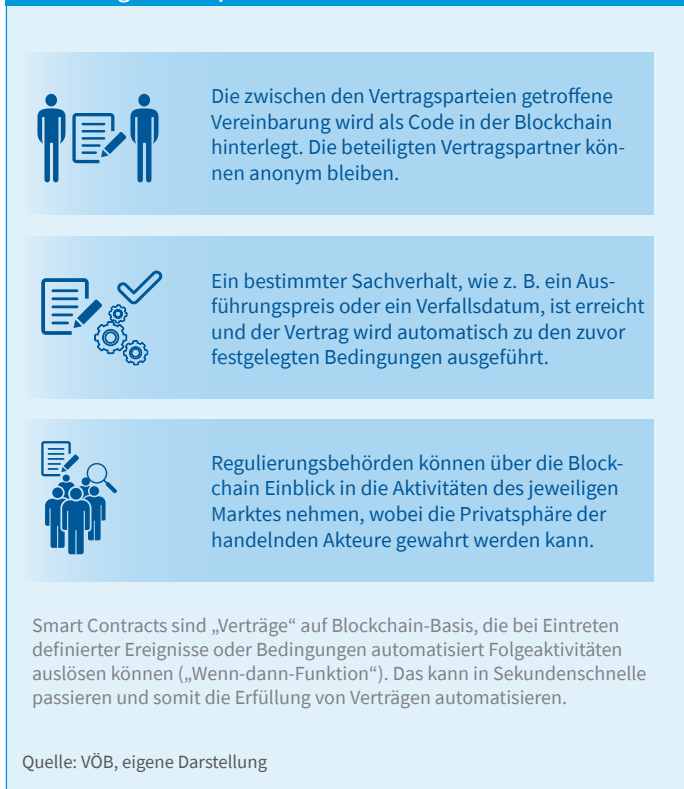 Die zwischen den Vertragsparteien getroffene
Vereinbarung wird als Code in der Blockchain
hinterlegt. Die beteiligten Vertragspartner kön-
nen anonym bleiben.
Ein bestimmter Sachverhalt, wie z. B. ein Aus-
führungspreis oder ein Verfallsdatum, ist erreicht
und der Vertrag wird automatisch zu den zuvor
festgelegten Bedingungen ausgeführt.
Regulierungsbehörden können über die Block-
chain Einblick in die Aktivitäten des jeweiligen
Marktes nehmen, wobei die Privatsphäre der
handelnden Akteure gewahrt werden kann.
Smart Contracts sind „Verträge“ auf Blockchain-Basis, die bei Eintreten
definierter Ereignisse oder Bedingungen automatisiert Folgeaktivitäten
auslösen können („Wenn-dann-Funktion“). Das kann in Sekundenschnelle
passieren und somit die Erfüllung von Verträgen automatisieren.
Quelle: VÖB, eigene Darstellung